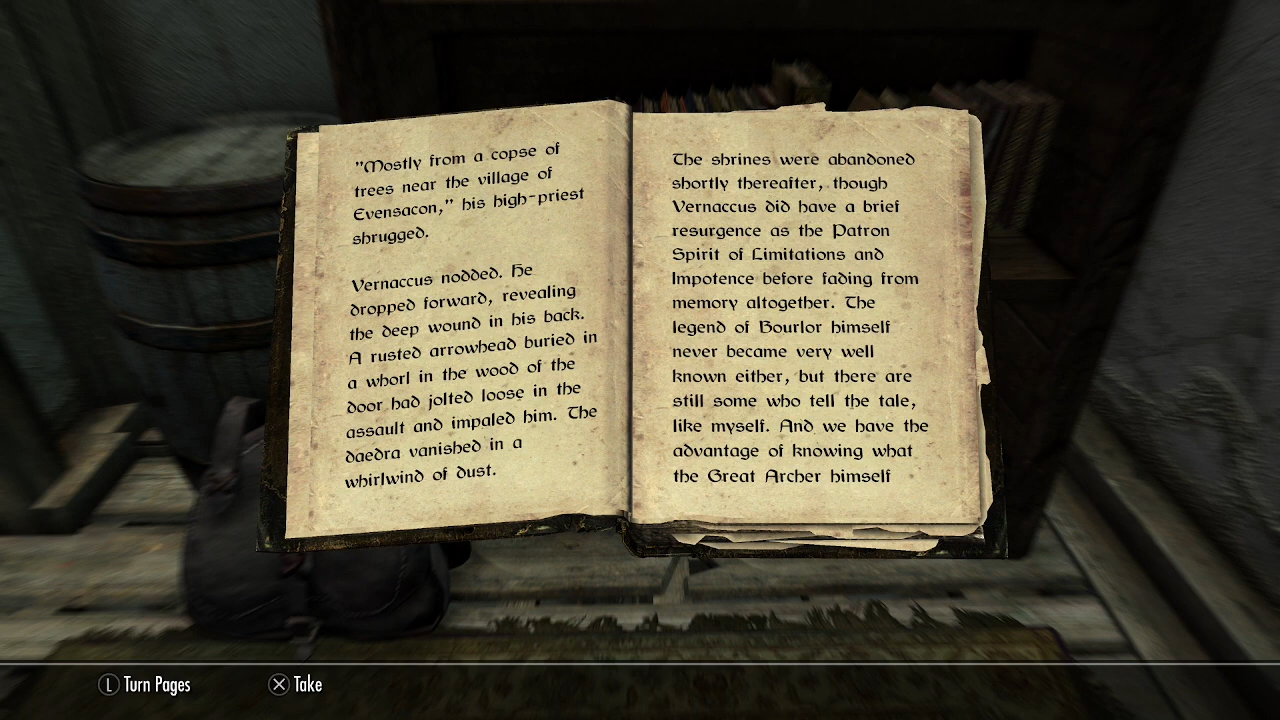 "Mostly from a copse of
trees near the village of
Evensacon," his high-priest
shrugged.
Vernaccus nodded. He
dropped forward, revealing
the deep wound in his back.
A rusted arrowhead buried in
a whorl in the wood of the
door had jolted loose in the
assault and impaled him. The
daedra vanished in a
whirlwind of dust.
The shrines were abandoned
shortly thereafter, though
Vernaccus did have a brief
resurgence as the Patron
Spirit of Limitations and
Impotence before fading from
memory altogether. The
legend of Bourlor himself
never became very well
known either, but there are
still some who tell the tale,
like myself. And we have the
advantage of knowing what
the Great Archer himself
L Turn Pages
X Take